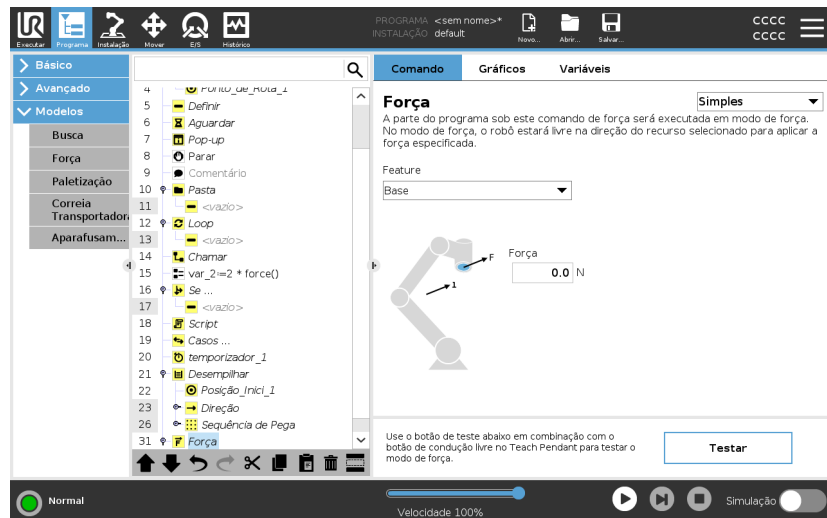 PROGRAMA <sem nome>*
INSTALAÇÃO default
CCCC
CCCC
Executar Programa Instalação Mover E/S Histórico Novo... Abrir... Salvar...
Básico
Avançado
Modelos
Busca
Força
Paletização
Correia
Transportadora
Aparafusam...
4 Ponto_de_Rota_1
5 Definir
6 Aguardar
7 Pop-up
8 Parar
9 Comentário
10 Pasta
11 <vazio>
12 Loop
13 <vazio>
14 Chamar
15 var_2≔2 * force()
16 Se ...
17 <vazio>
18 Script
19 Casos ...
20 temporizador_1
21 Desempilhar
22 Posição_Inici_1
23 Direção
26 Sequência de Pega
31 Força
Comando Gráficos Variáveis
Força
Simples
A parte do programa sob este comando de força será executada em modo de força.
No modo de força, o robô estará livre na direção do recurso selecionado para aplicar a
força especificada.
Feature
Base
F
1
Força
0.0 N
Use o botão de teste abaixo em combinação com o
botão de condução livre no Teach Pendant para testar o
modo de força.
Testar
Normal
Velocidade 100%
Simulação